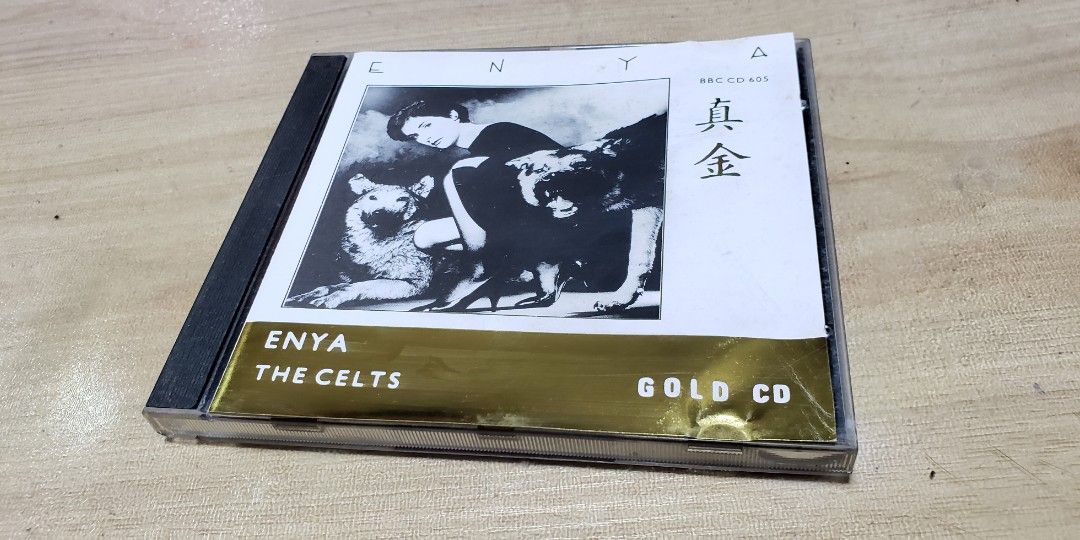 E N Y A
BBC CD 605
真
金
ENYA
THE CELTS
GOLD CD